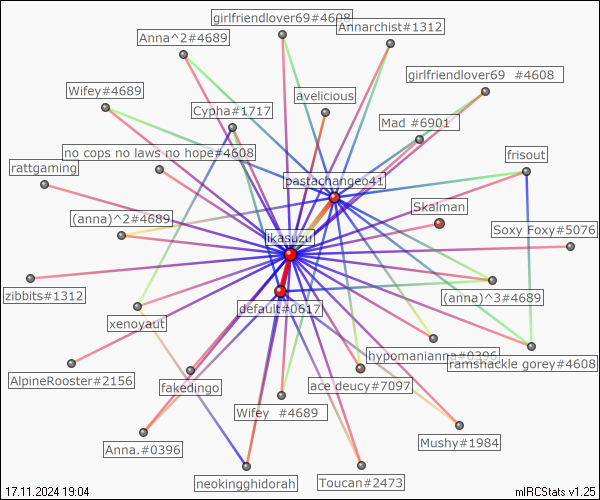 girlfriendlover69#4608
Annarchist#1312
Anna^2#4689
girlfriendlover69 #4608
Wifey#4689
avelicious
Cypha#1717
Mad #6901
no cops no laws no hope#4608
frisout
rattgaming
pastachangeo41
Skalman
(anna)^2#4689
Soxy Foxy#5076
ikasuzu
zibbits#1312
(anna)^3#4689
default#0617
xenoyaut
hypomanianna#0396
ramshackle gorey#4608
AlpineRooster#2156
fakedingo
ace deucy#7097
Wifey #4689
Mushy#1984
Anna.#0396
neokingghidorah
Toucan#2473
17.11.2024 19:04
mIRCStats v1.25